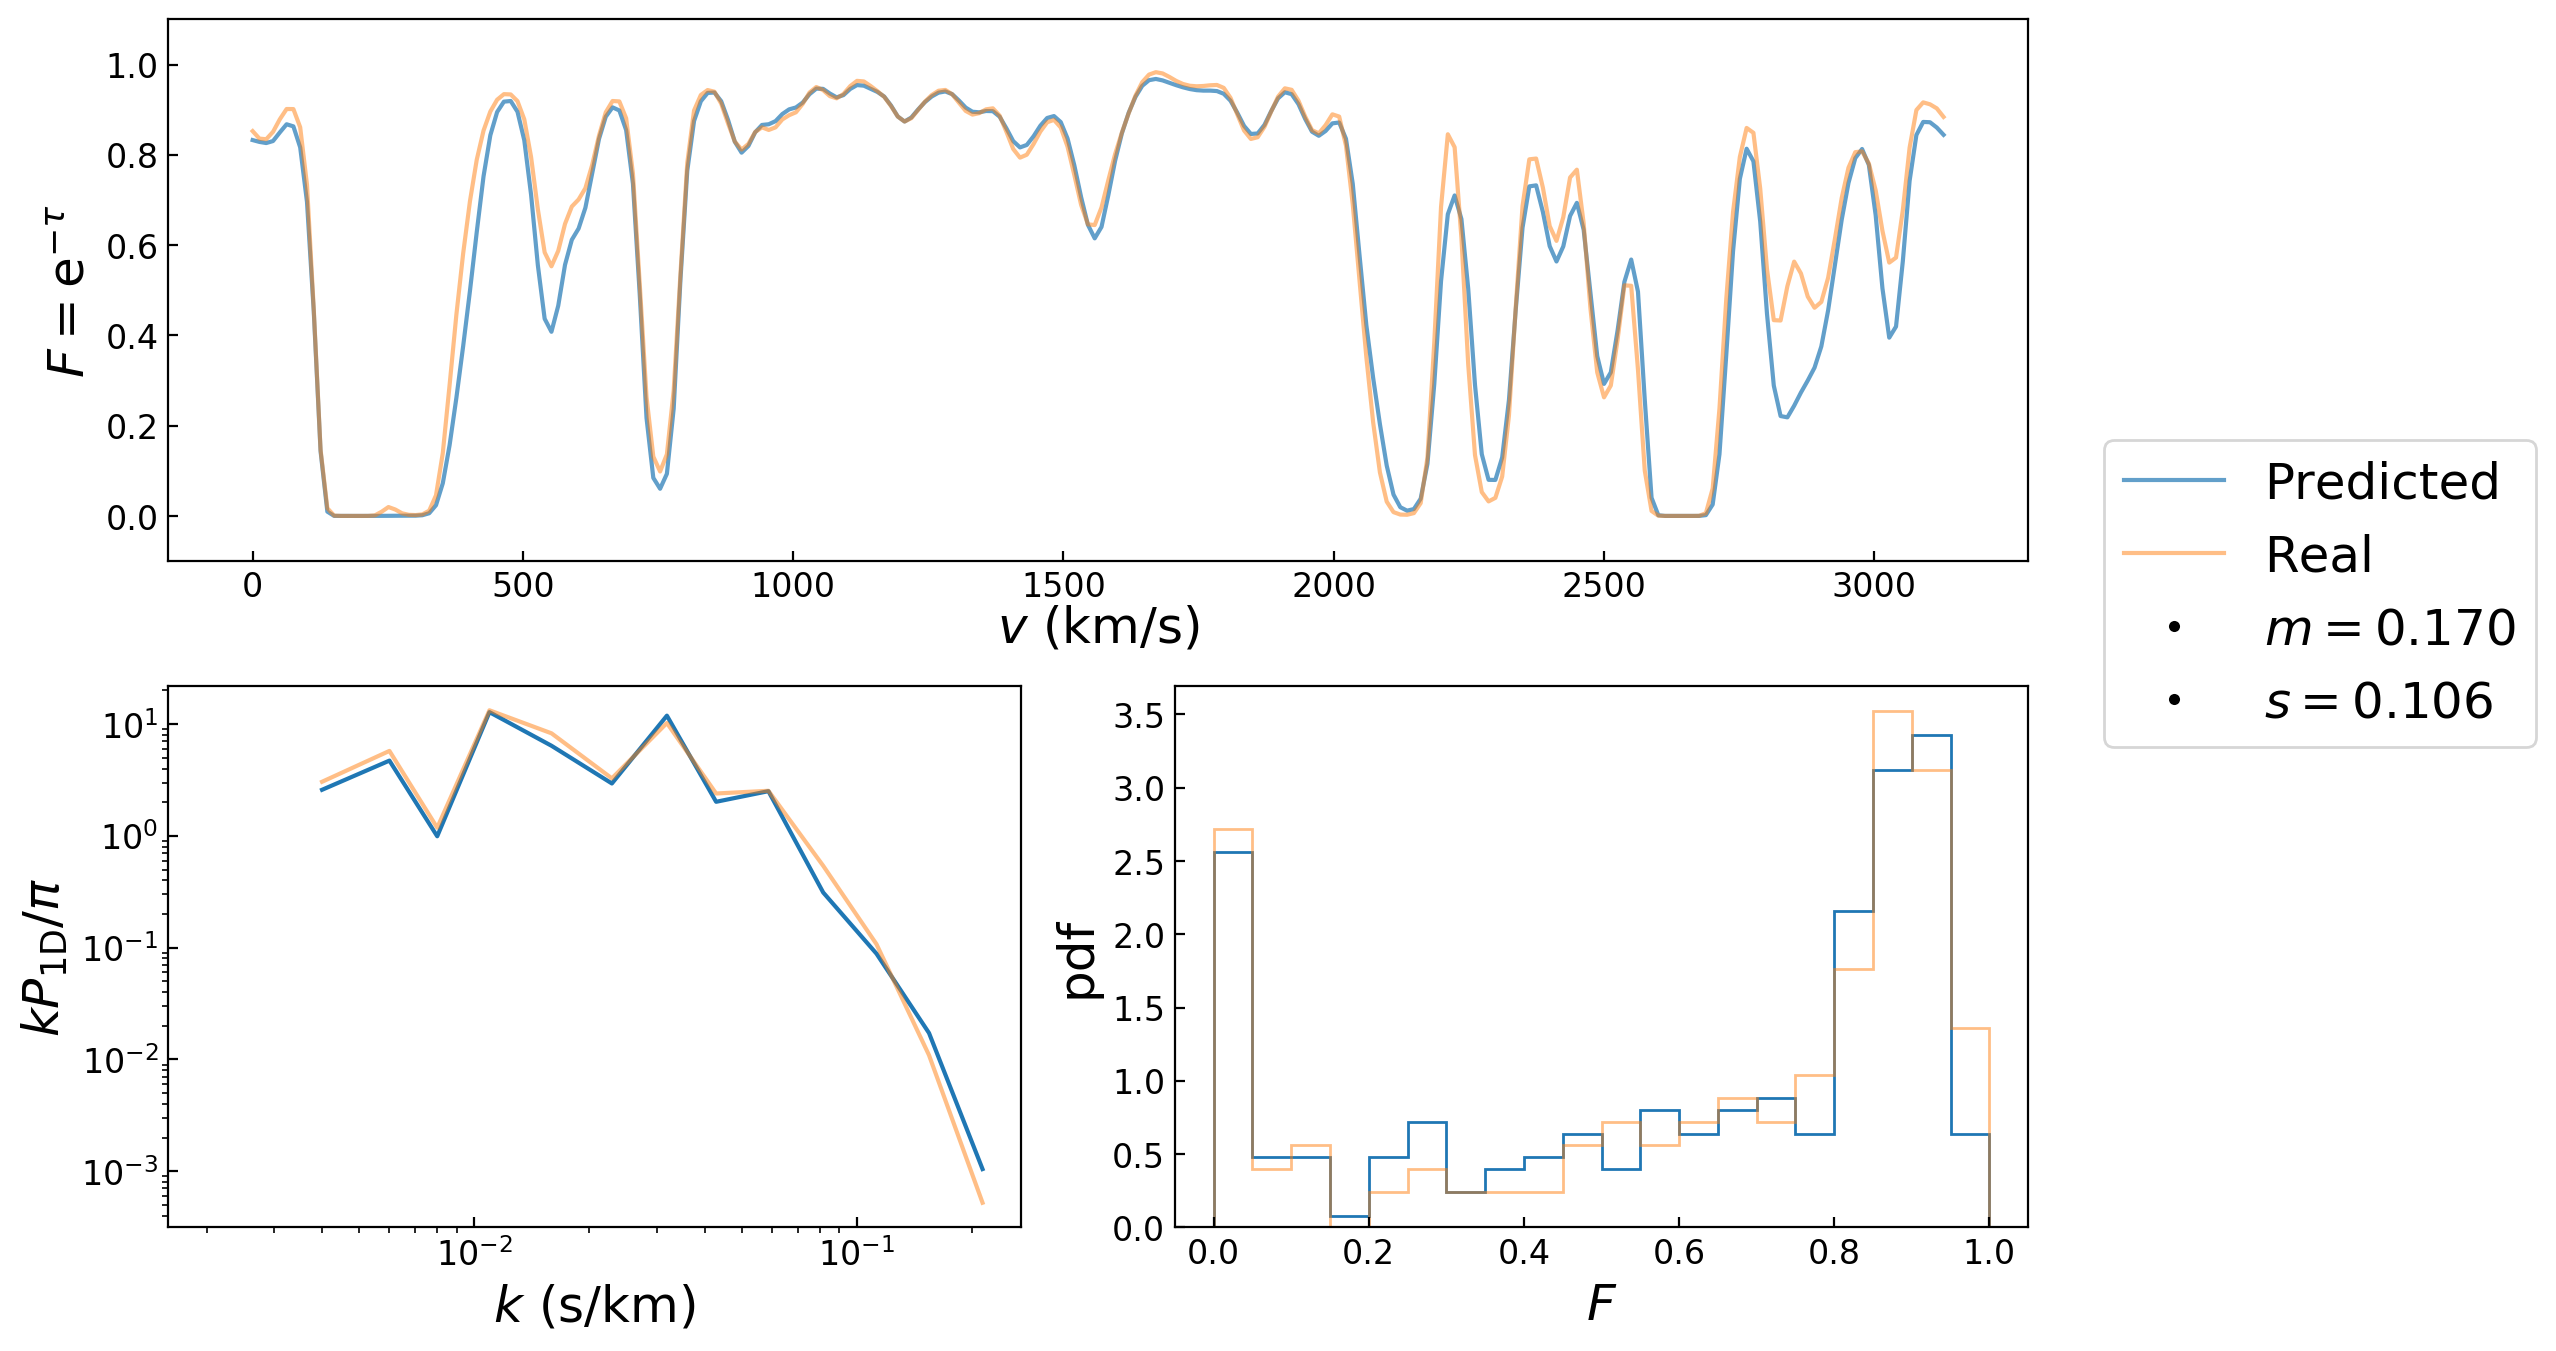 1.0
0.8
0.6
0.4
0.2
0.0
F = e^{−τ}
0 500 1000 1500 2000 2500 3000
v (km/s)
Predicted
Real
m = 0.170
s = 0.106
10^1
10^0
10^{−1}
10^{−2}
10^{−3}
kP_{1D}/π
10^{−2} 10^{−1}
k (s/km)
3.5
3.0
2.5
2.0
1.5
1.0
0.5
0.0
pdf
0.0 0.2 0.4 0.6 0.8 1.0
F